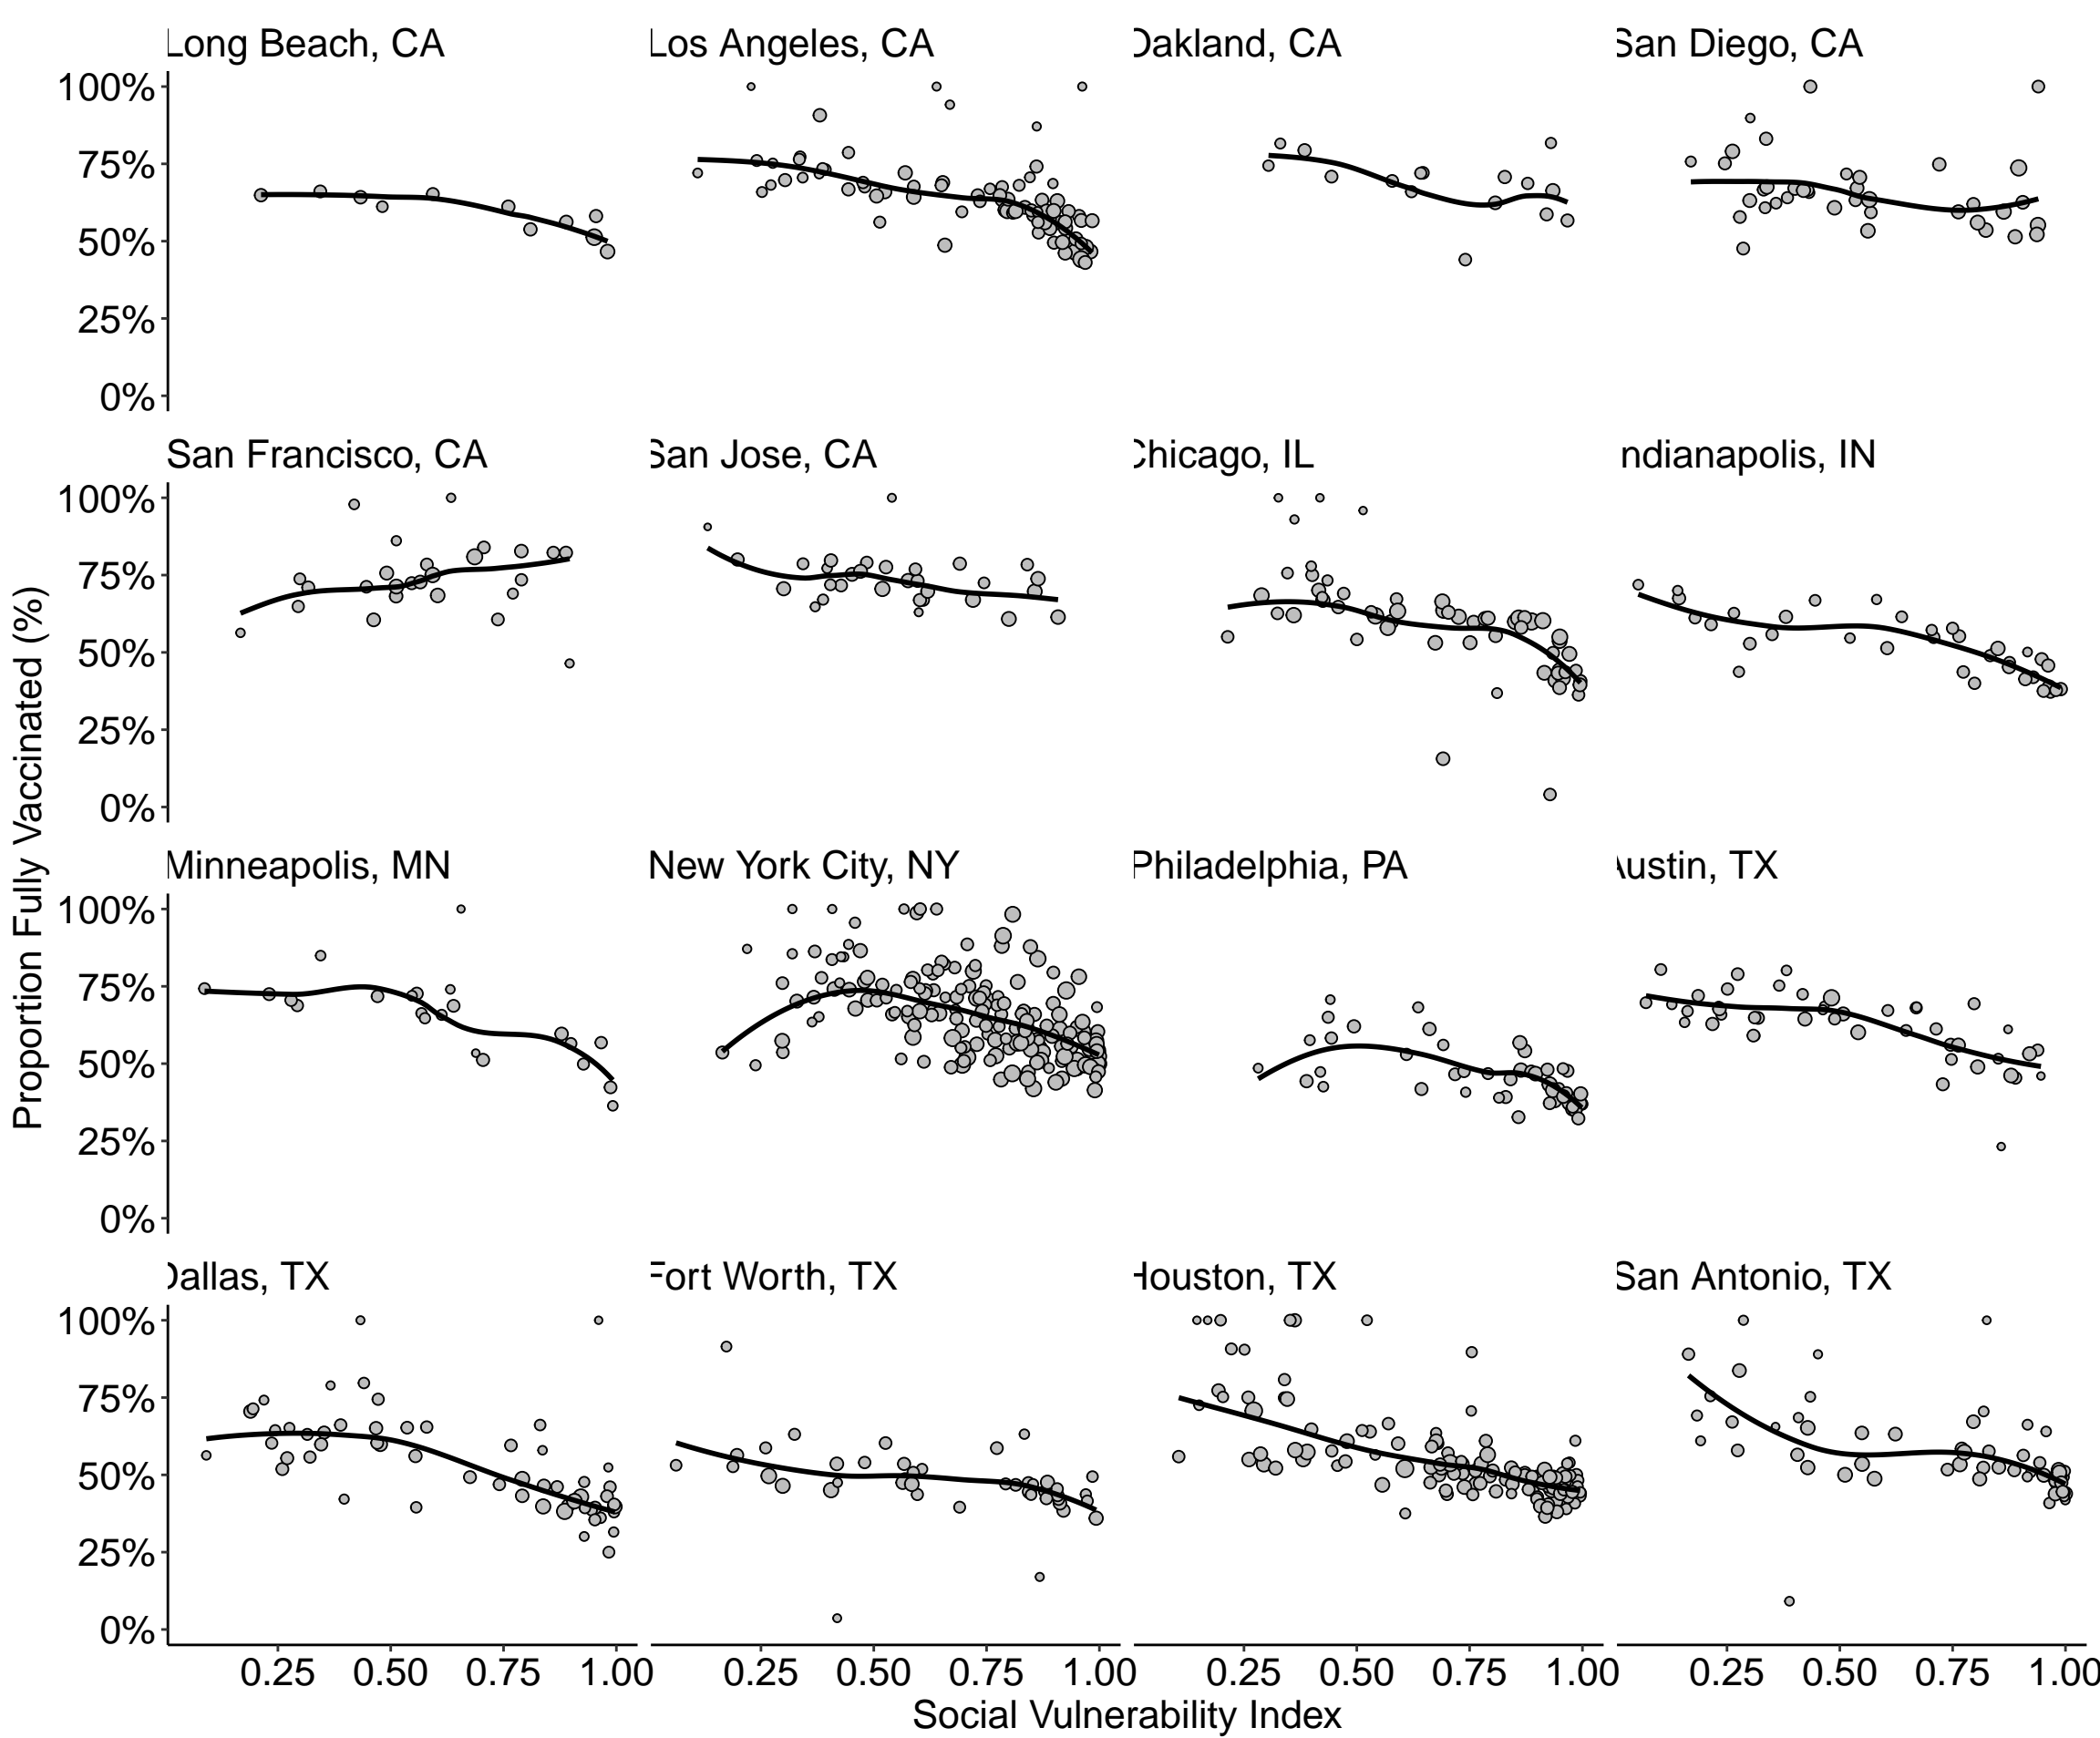 Long Beach, CA
Los Angeles, CA
Oakland, CA
San Diego, CA
100%
75%
50%
25%
0%
San Francisco, CA
San Jose, CA
Chicago, IL
ndianapolis, IN
100%
75%
50%
25%
0%
Proportion Fully Vaccinated (%)
Minneapolis, MN
New York City, NY
Philadelphia, PA
Austin, TX
100%
75%
50%
25%
0%
Dallas, TX
Fort Worth, TX
Houston, TX
San Antonio, TX
100%
75%
50%
25%
0%
0.25 0.50 0.75 1.00 0.25 0.50 0.75 1.00 0.25 0.50 0.75 1.00 0.25 0.50 0.75 1.00
Social Vulnerability Index